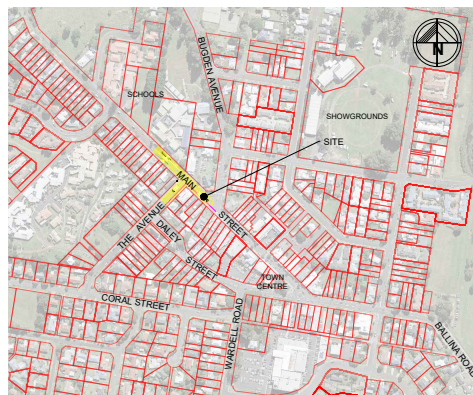 N
BUGDEN AVENUE
SCHOOLS
SHOWGROUNDS
SITE
MAIN
STREET
THE AVENUE
DALEY
STREET
TOWN
CENTRE
CORAL STREET
WARDELL ROAD
BALLINA ROAD